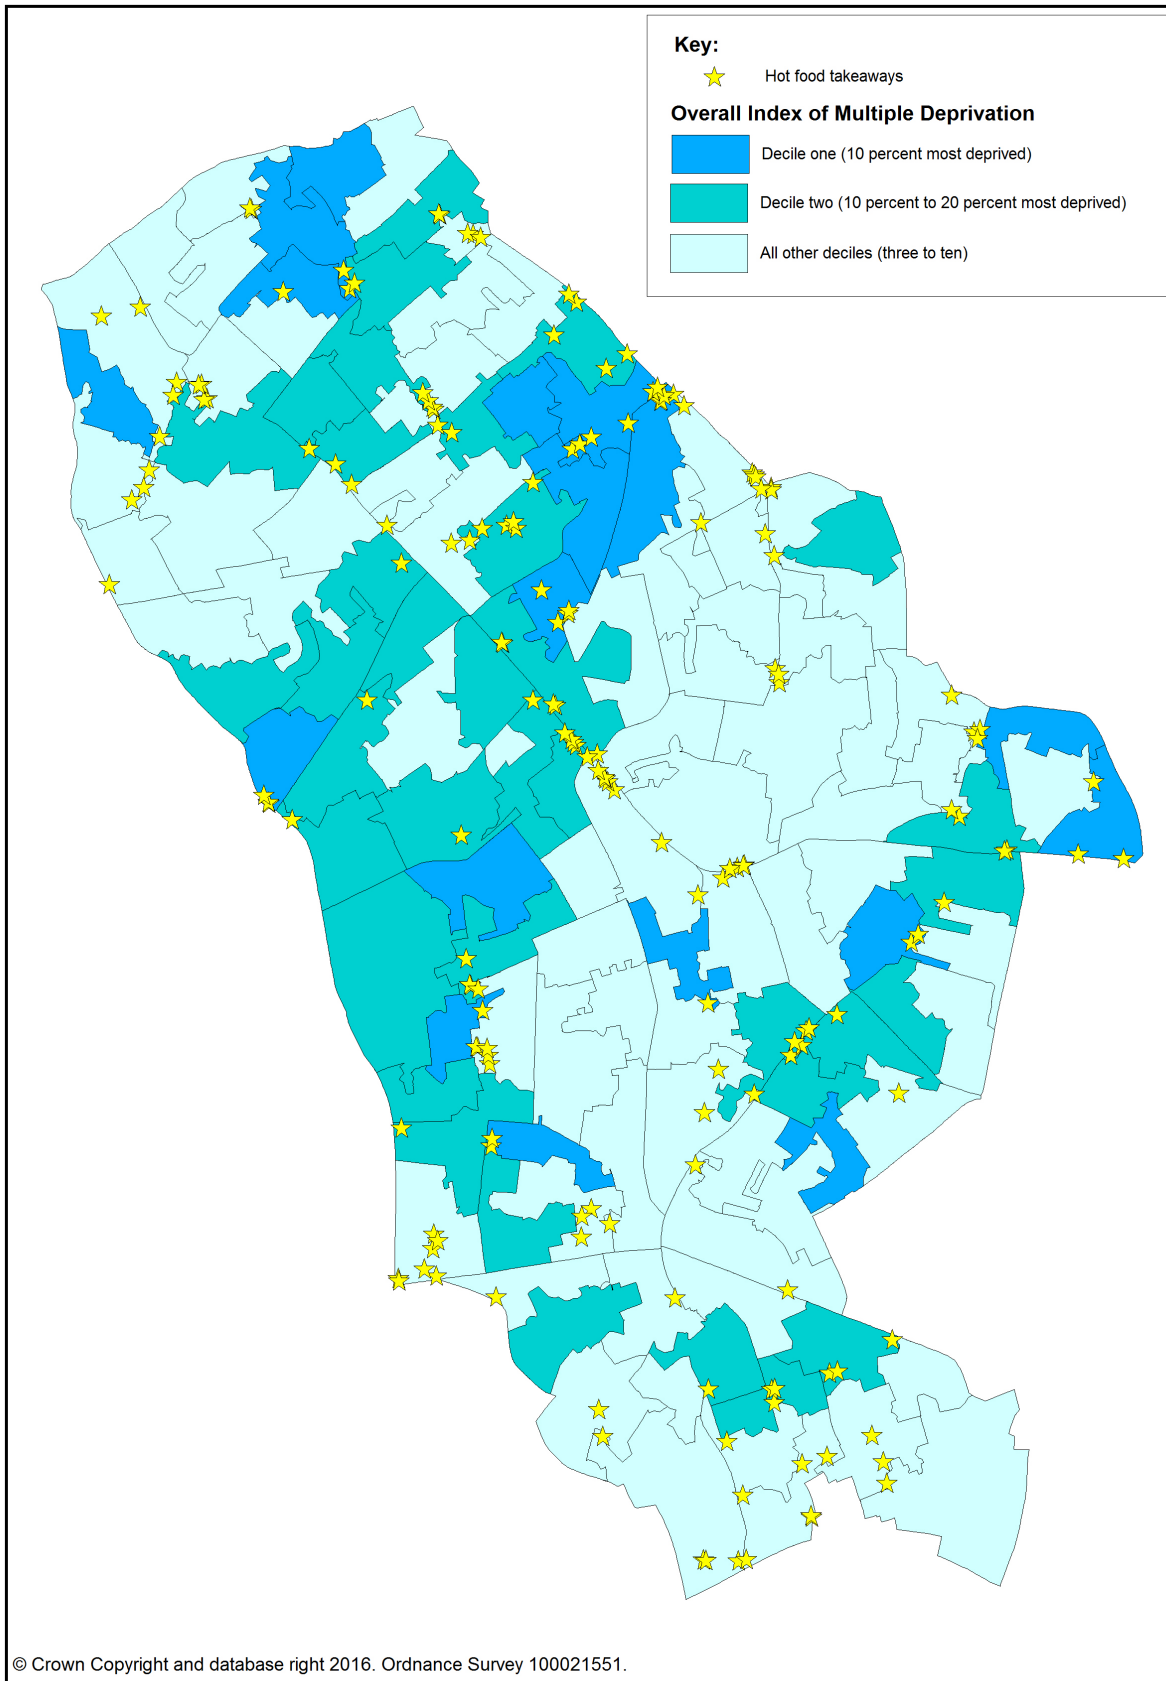 Key:
Hot food takeaways
Overall Index of Multiple Deprivation
Decile one (10 percent most deprived)
Decile two (10 percent to 20 percent most deprived)
All other deciles (three to ten)
© Crown Copyright and database right 2016. Ordnance Survey 100021551.